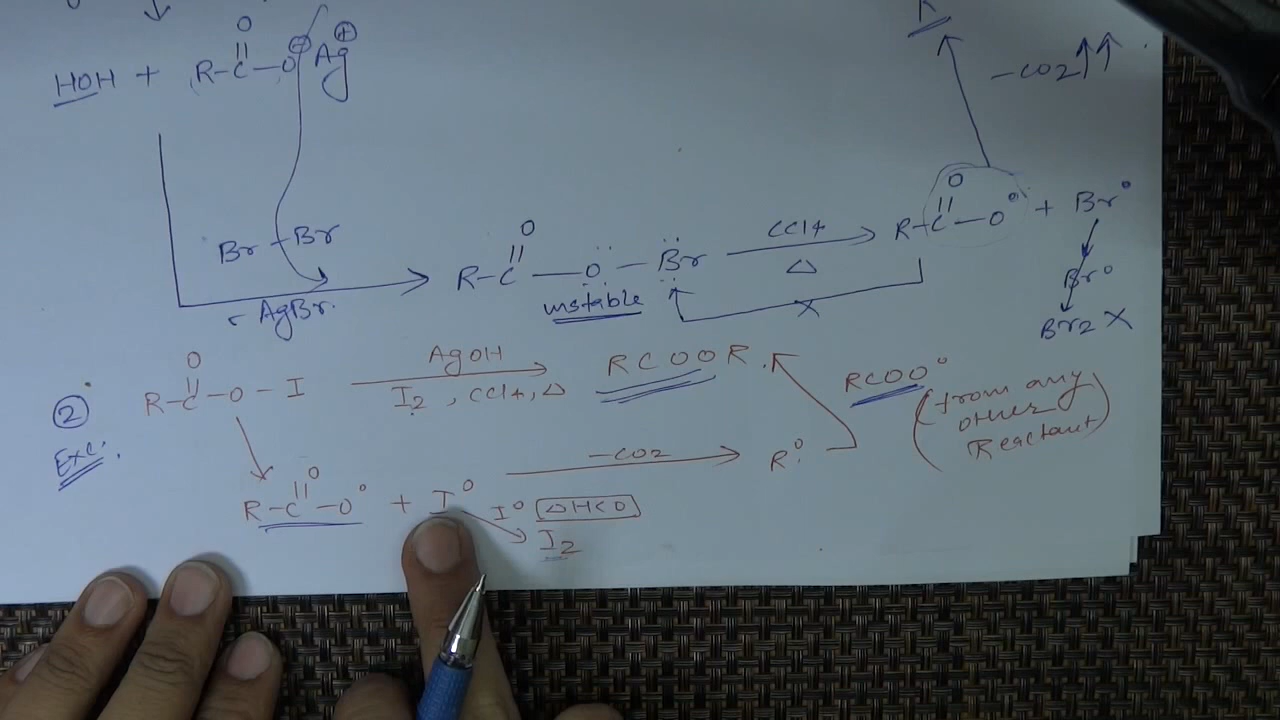 O
HOH + R-C-O⊖ Ag⊕
-CO2↑↑
Br-Br
- AgBr.
O
R-C-O-Br
unstable
CCl4
Δ
O
R-C-O° + Br°
Br°
Br2 X
X
② Exc.
O
R-C-O-I
AgOH
I2, CCl4, Δ
RCOOR.
RCOO°
(from any
other
Reactant)
O
R-C-O° + I°
-CO2
R°
I° ΔH<0
I2